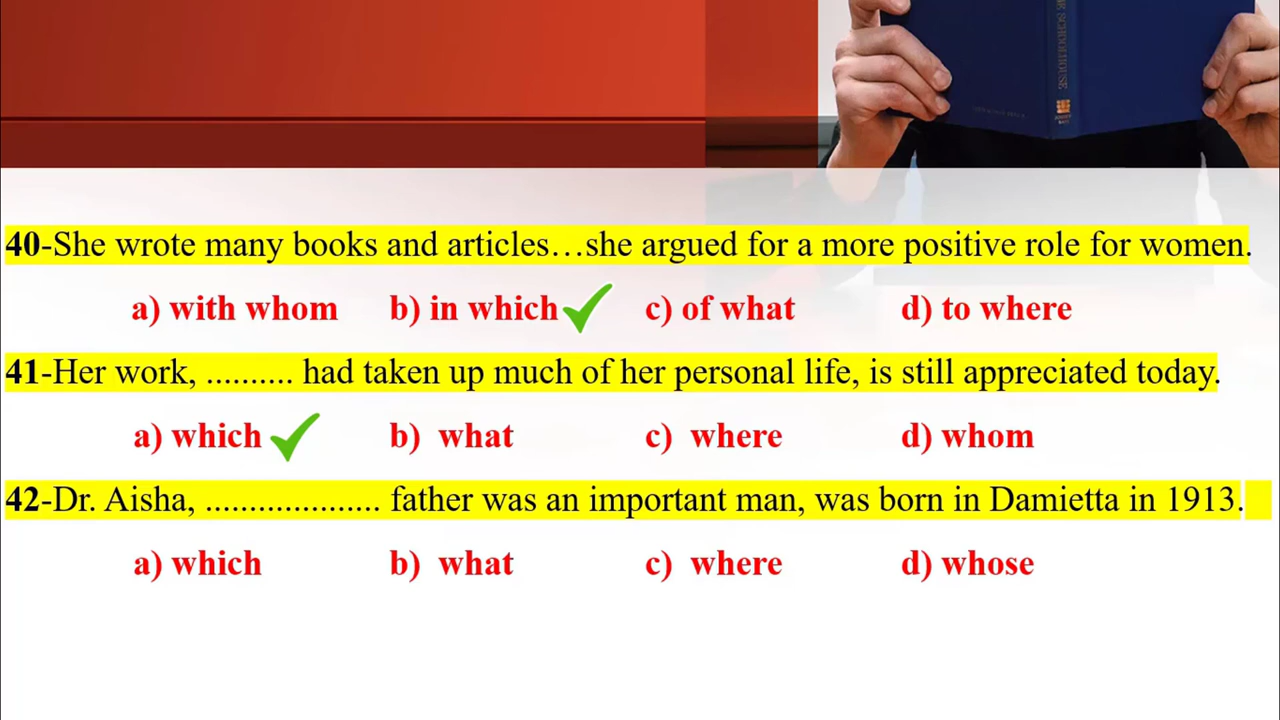 E SCHOOLHOUSE
40-She wrote many books and articles…she argued for a more positive role for women.
a) with whom b) in which c) of what d) to where
41-Her work, .......... had taken up much of her personal life, is still appreciated today.
a) which b) what c) where d) whom
42-Dr. Aisha, .................... father was an important man, was born in Damietta in 1913.
a) which b) what c) where d) whose